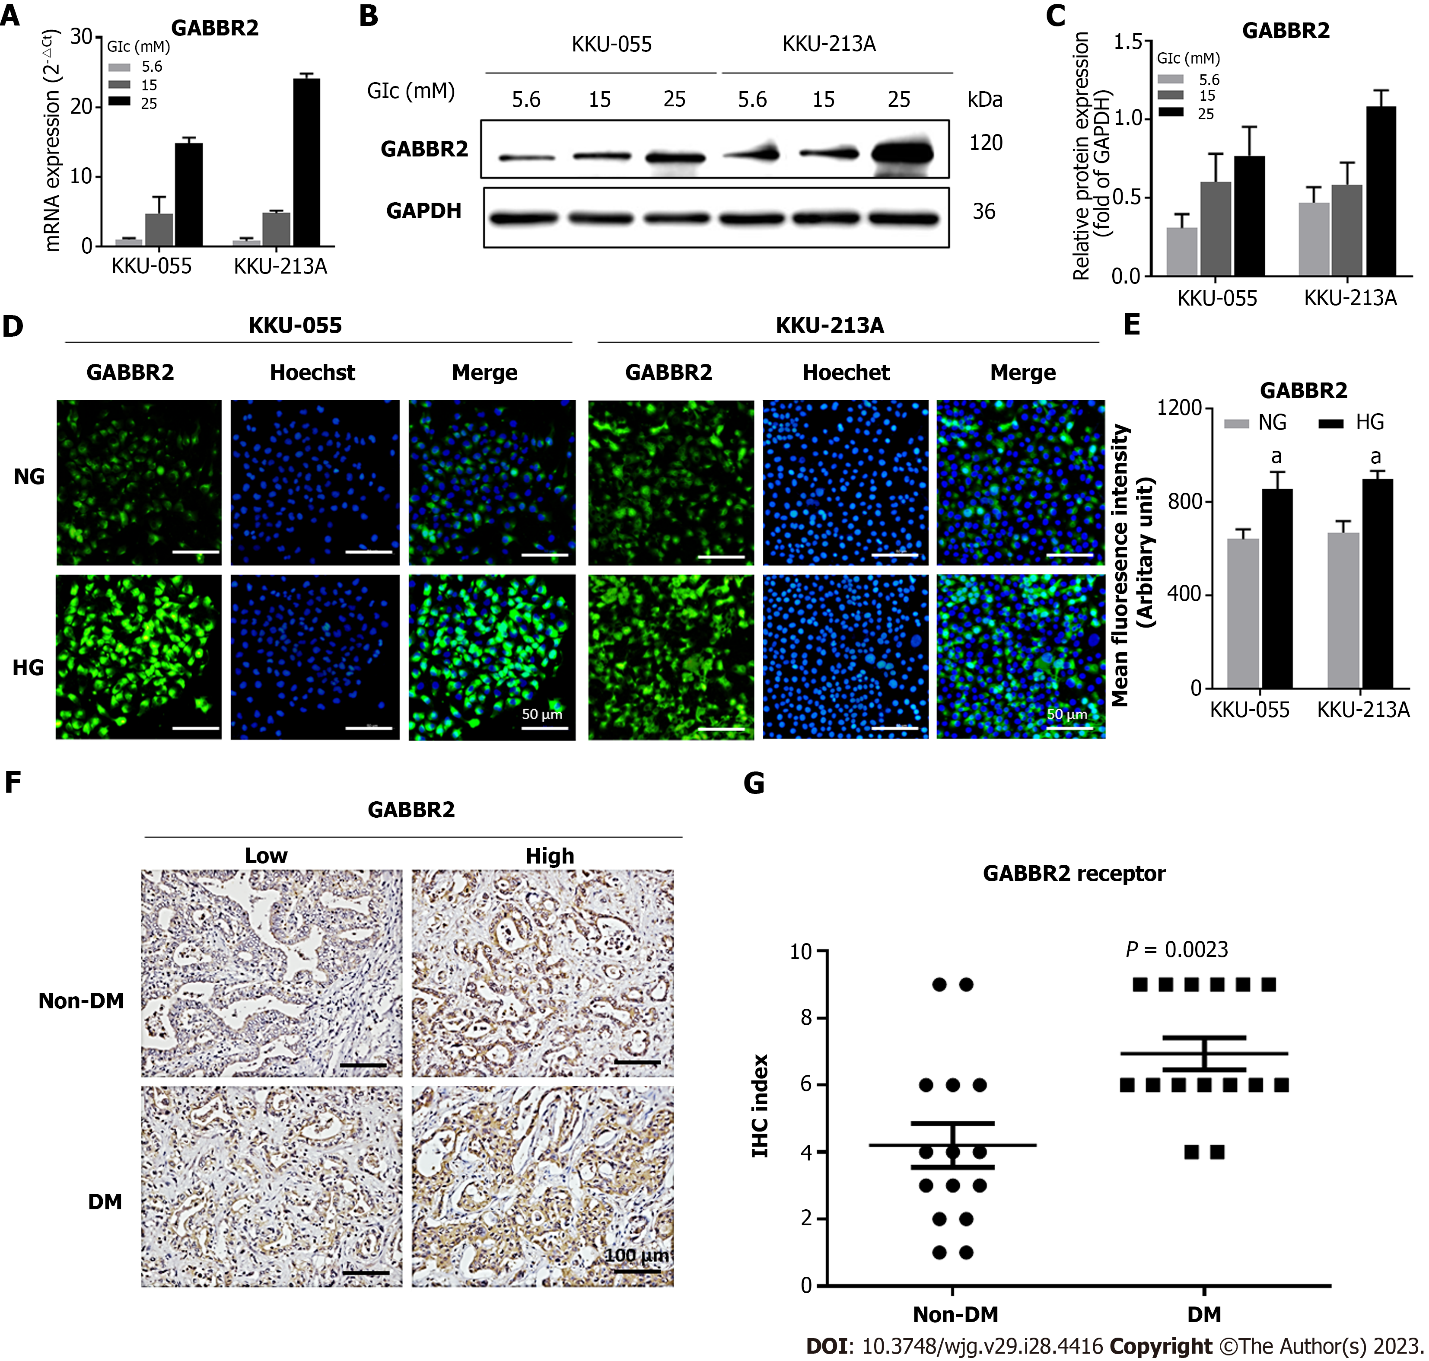 A
GABBR2
mRNA expression (2-△Ct)
GIc (mM)
5.6
15
25
30
20
10
0
KKU-055
KKU-213A
B
KKU-055
KKU-213A
GIc (mM)
5.6
15
25
5.6
15
25
kDa
GABBR2
120
GAPDH
36
C
GABBR2
Relative protein expression
(fold of GAPDH)
GIc (mM)
5.6
15
25
1.5
1.0
0.5
0.0
KKU-055
KKU-213A
D
KKU-055
KKU-213A
GABBR2
Hoechst
Merge
GABBR2
Hoechet
Merge
NG
HG
50 μm
50 μm
E
GABBR2
Mean fluoresence intensity
(Arbitary unit)
NG
HG
1200
800
400
0
a
a
KKU-055
KKU-213A
F
GABBR2
Low
High
Non-DM
DM
100 μm
G
GABBR2 receptor
P = 0.0023
IHC index
10
8
6
4
2
0
Non-DM
DM
DOI: 10.3748/wjg.v29.i28.4416 Copyright ©The Author(s) 2023.